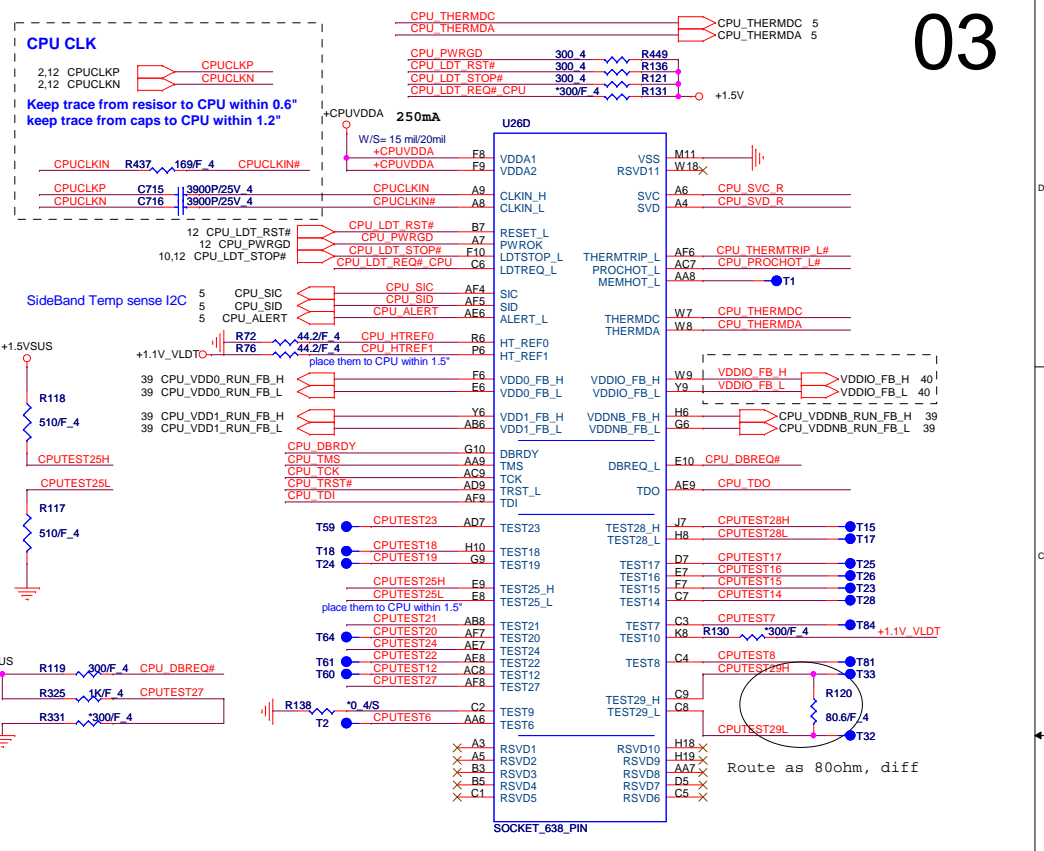 03
CPU_THERMDC CPU_THERMDC 5
CPU_THERMDA CPU_THERMDA 5
CPU CLK
2,12 CPUCLKP CPUCLKP
2,12 CPUCLKN CPUCLKN
Keep trace from resisor to CPU within 0.6"
keep trace from caps to CPU within 1.2"
CPUCLKIN R437 169/F_4 CPUCLKIN#
CPUCLKP C715 3900P/25V_4 CPUCLKIN
CPUCLKN C716 3900P/25V_4 CPUCLKIN#
CPU_PWRGD 300_4 R449
CPU_LDT_RST# 300_4 R136
CPU_LDT_STOP# 300_4 R121
CPU_LDT_REQ#_CPU *300/F_4 R131
+1.5V
+CPUVDDA 250mA
W/S= 15 mil/20mil
U26D
+CPUVDDA F8 VDDA1
+CPUVDDA F9 VDDA2
A9 CLKIN_H
A8 CLKIN_L
12 CPU_LDT_RST# CPU_LDT_RST# B7 RESET_L
12 CPU_PWRGD CPU_PWRGD A7 PWROK
10,12 CPU_LDT_STOP# CPU_LDT_STOP# F10 LDTSTOP_L
CPU_LDT_REQ#_CPU C6 LDTREQ_L
SideBand Temp sense I2C
5 CPU_SIC CPU_SIC AF4 SIC
5 CPU_SID CPU_SID AF5 SID
5 CPU_ALERT CPU_ALERT AE6 ALERT_L
R72 44.2/F_4 CPU_HTREF0 R6 HT_REF0
+1.1V_VLDT R76 44.2/F_4 CPU_HTREF1 P6 HT_REF1
place them to CPU within 1.5"
39 CPU_VDD0_RUN_FB_H F6 VDD0_FB_H
39 CPU_VDD0_RUN_FB_L E6 VDD0_FB_L
39 CPU_VDD1_RUN_FB_H Y6 VDD1_FB_H
39 CPU_VDD1_RUN_FB_L AB6 VDD1_FB_L
CPU_DBRDY G10 DBRDY
CPU_TMS AA9 TMS
CPU_TCK AC9 TCK
CPU_TRST# AD9 TRST_L
CPU_TDI AF9 TDI
T59 CPUTEST23 AD7 TEST23
T18 CPUTEST18 H10 TEST18
T24 CPUTEST19 G9 TEST19
CPUTEST25H E9 TEST25_H
CPUTEST25L E8 TEST25_L
place them to CPU within 1.5"
CPUTEST21 AB8 TEST21
T64 CPUTEST20 AF7 TEST20
CPUTEST24 AE7 TEST24
T61 CPUTEST22 AE8 TEST22
T60 CPUTEST12 AC8 TEST12
CPUTEST27 AF8 TEST27
R138 *0_4/S C2 TEST9
T2 CPUTEST6 AA6 TEST6
A3 RSVD1
A5 RSVD2
B3 RSVD3
B5 RSVD4
C1 RSVD5
SOCKET_638_PIN
VSS M11
RSVD11 W18
SVC A6 CPU_SVC_R
SVD A4 CPU_SVD_R
THERMTRIP_L AF6 CPU_THERMTRIP_L#
PROCHOT_L AC7 CPU_PROCHOT_L#
MEMHOT_L AA8 T1
THERMDC W7 CPU_THERMDC
THERMDA W8 CPU_THERMDA
VDDIO_FB_H W9 VDDIO_FB_H VDDIO_FB_H 40
VDDIO_FB_L Y9 VDDIO_FB_L VDDIO_FB_L 40
VDDNB_FB_H H6 CPU_VDDNB_RUN_FB_H 39
VDDNB_FB_L G6 CPU_VDDNB_RUN_FB_L 39
DBREQ_L E10 CPU_DBREQ#
TDO AE9 CPU_TDO
TEST28_H J7 CPUTEST28H T15
TEST28_L H8 CPUTEST28L T17
TEST17 D7 CPUTEST17 T25
TEST16 E7 CPUTEST16 T26
TEST15 F7 CPUTEST15 T23
TEST14 C7 CPUTEST14 T28
TEST7 C3 CPUTEST7 T84
TEST10 K8 R130 *300/F_4 +1.1V_VLDT
TEST8 C4 CPUTEST8 T81
CPUTEST29H T33
TEST29_H C9 R120
TEST29_L C8 80.6/F_4
CPUTEST29L T32
Route as 80ohm, diff
RSVD10 H18
RSVD9 H19
RSVD8 AA7
RSVD7 D5
RSVD6 C5
+1.5VSUS
R118
510/F_4
CPUTEST25H
CPUTEST25L
R117
510/F_4
US
R119 300/F_4 CPU_DBREQ#
R325 1K/F_4 CPUTEST27
R331 *300/F_4
D
C